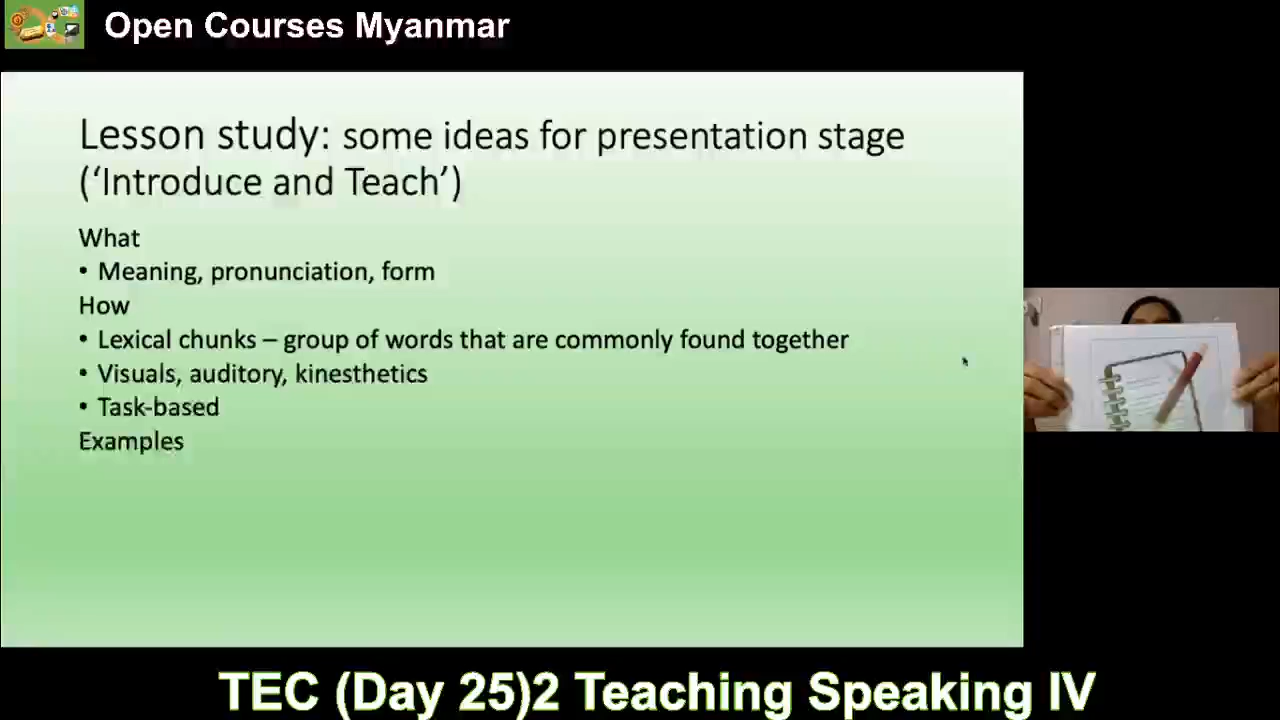 Open Courses Myanmar
Lesson study: some ideas for presentation stage
(‘Introduce and Teach’)
What
• Meaning, pronunciation, form
How
• Lexical chunks – group of words that are commonly found together
• Visuals, auditory, kinesthetics
• Task-based
Examples
TEC (Day 25)2 Teaching Speaking IV